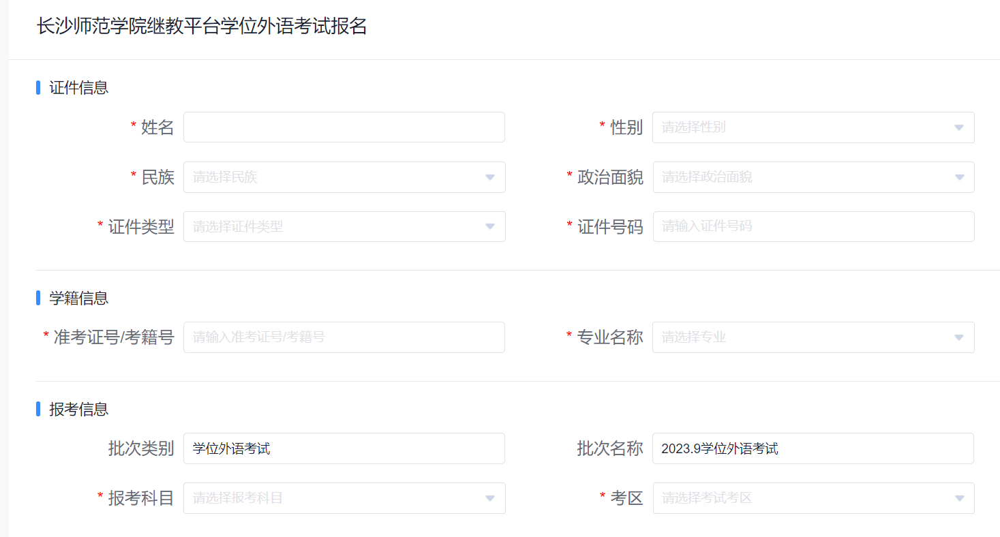 长沙师范学院继教平台学位外语考试报名
证件信息
* 姓名
* 性别 请选择性别
* 民族 请选择民族
* 政治面貌 请选择政治面貌
* 证件类型 请选择证件类型
* 证件号码 请输入证件号码
学籍信息
* 准考证号/考籍号 请输入准考证号/考籍号
* 专业名称 请选择专业
报考信息
批次类别 学位外语考试
批次名称 2023.9学位外语考试
* 报考科目 请选择报考科目
* 考区 请选择考试考区